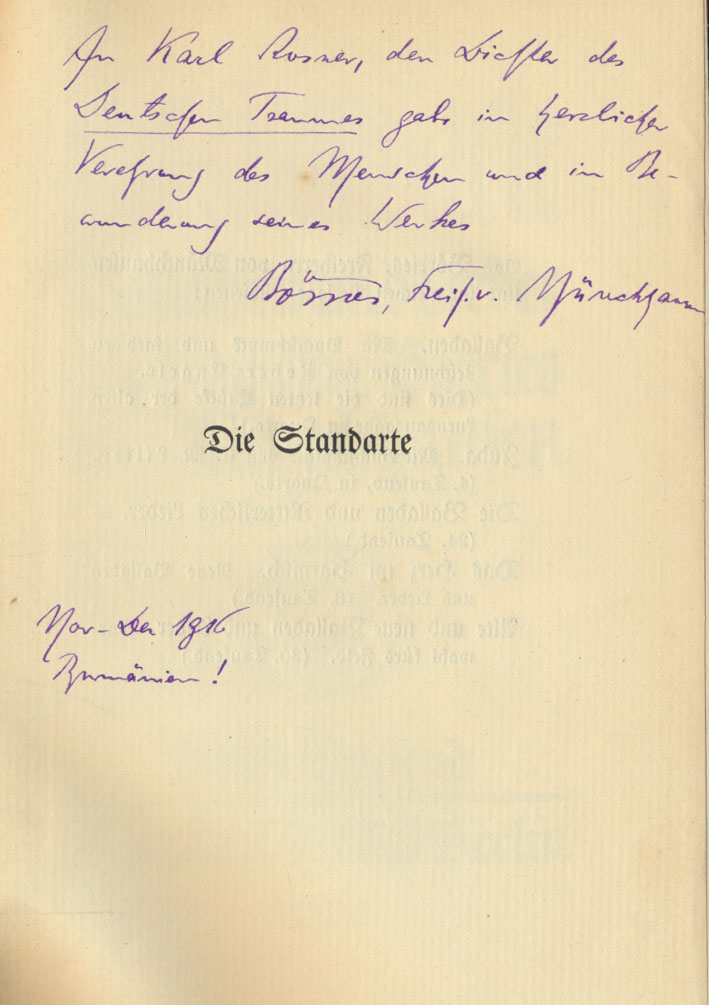 An Karl Rosner, den Dichter des
Deutschen Traumes gabs in herzlicher
Verehrung des Menschen und in Be-
wunderung seines Werkes
Börries, Freih. v. Münchhausen
Die Standarte
Nov-Dez 1916
Rumänien!